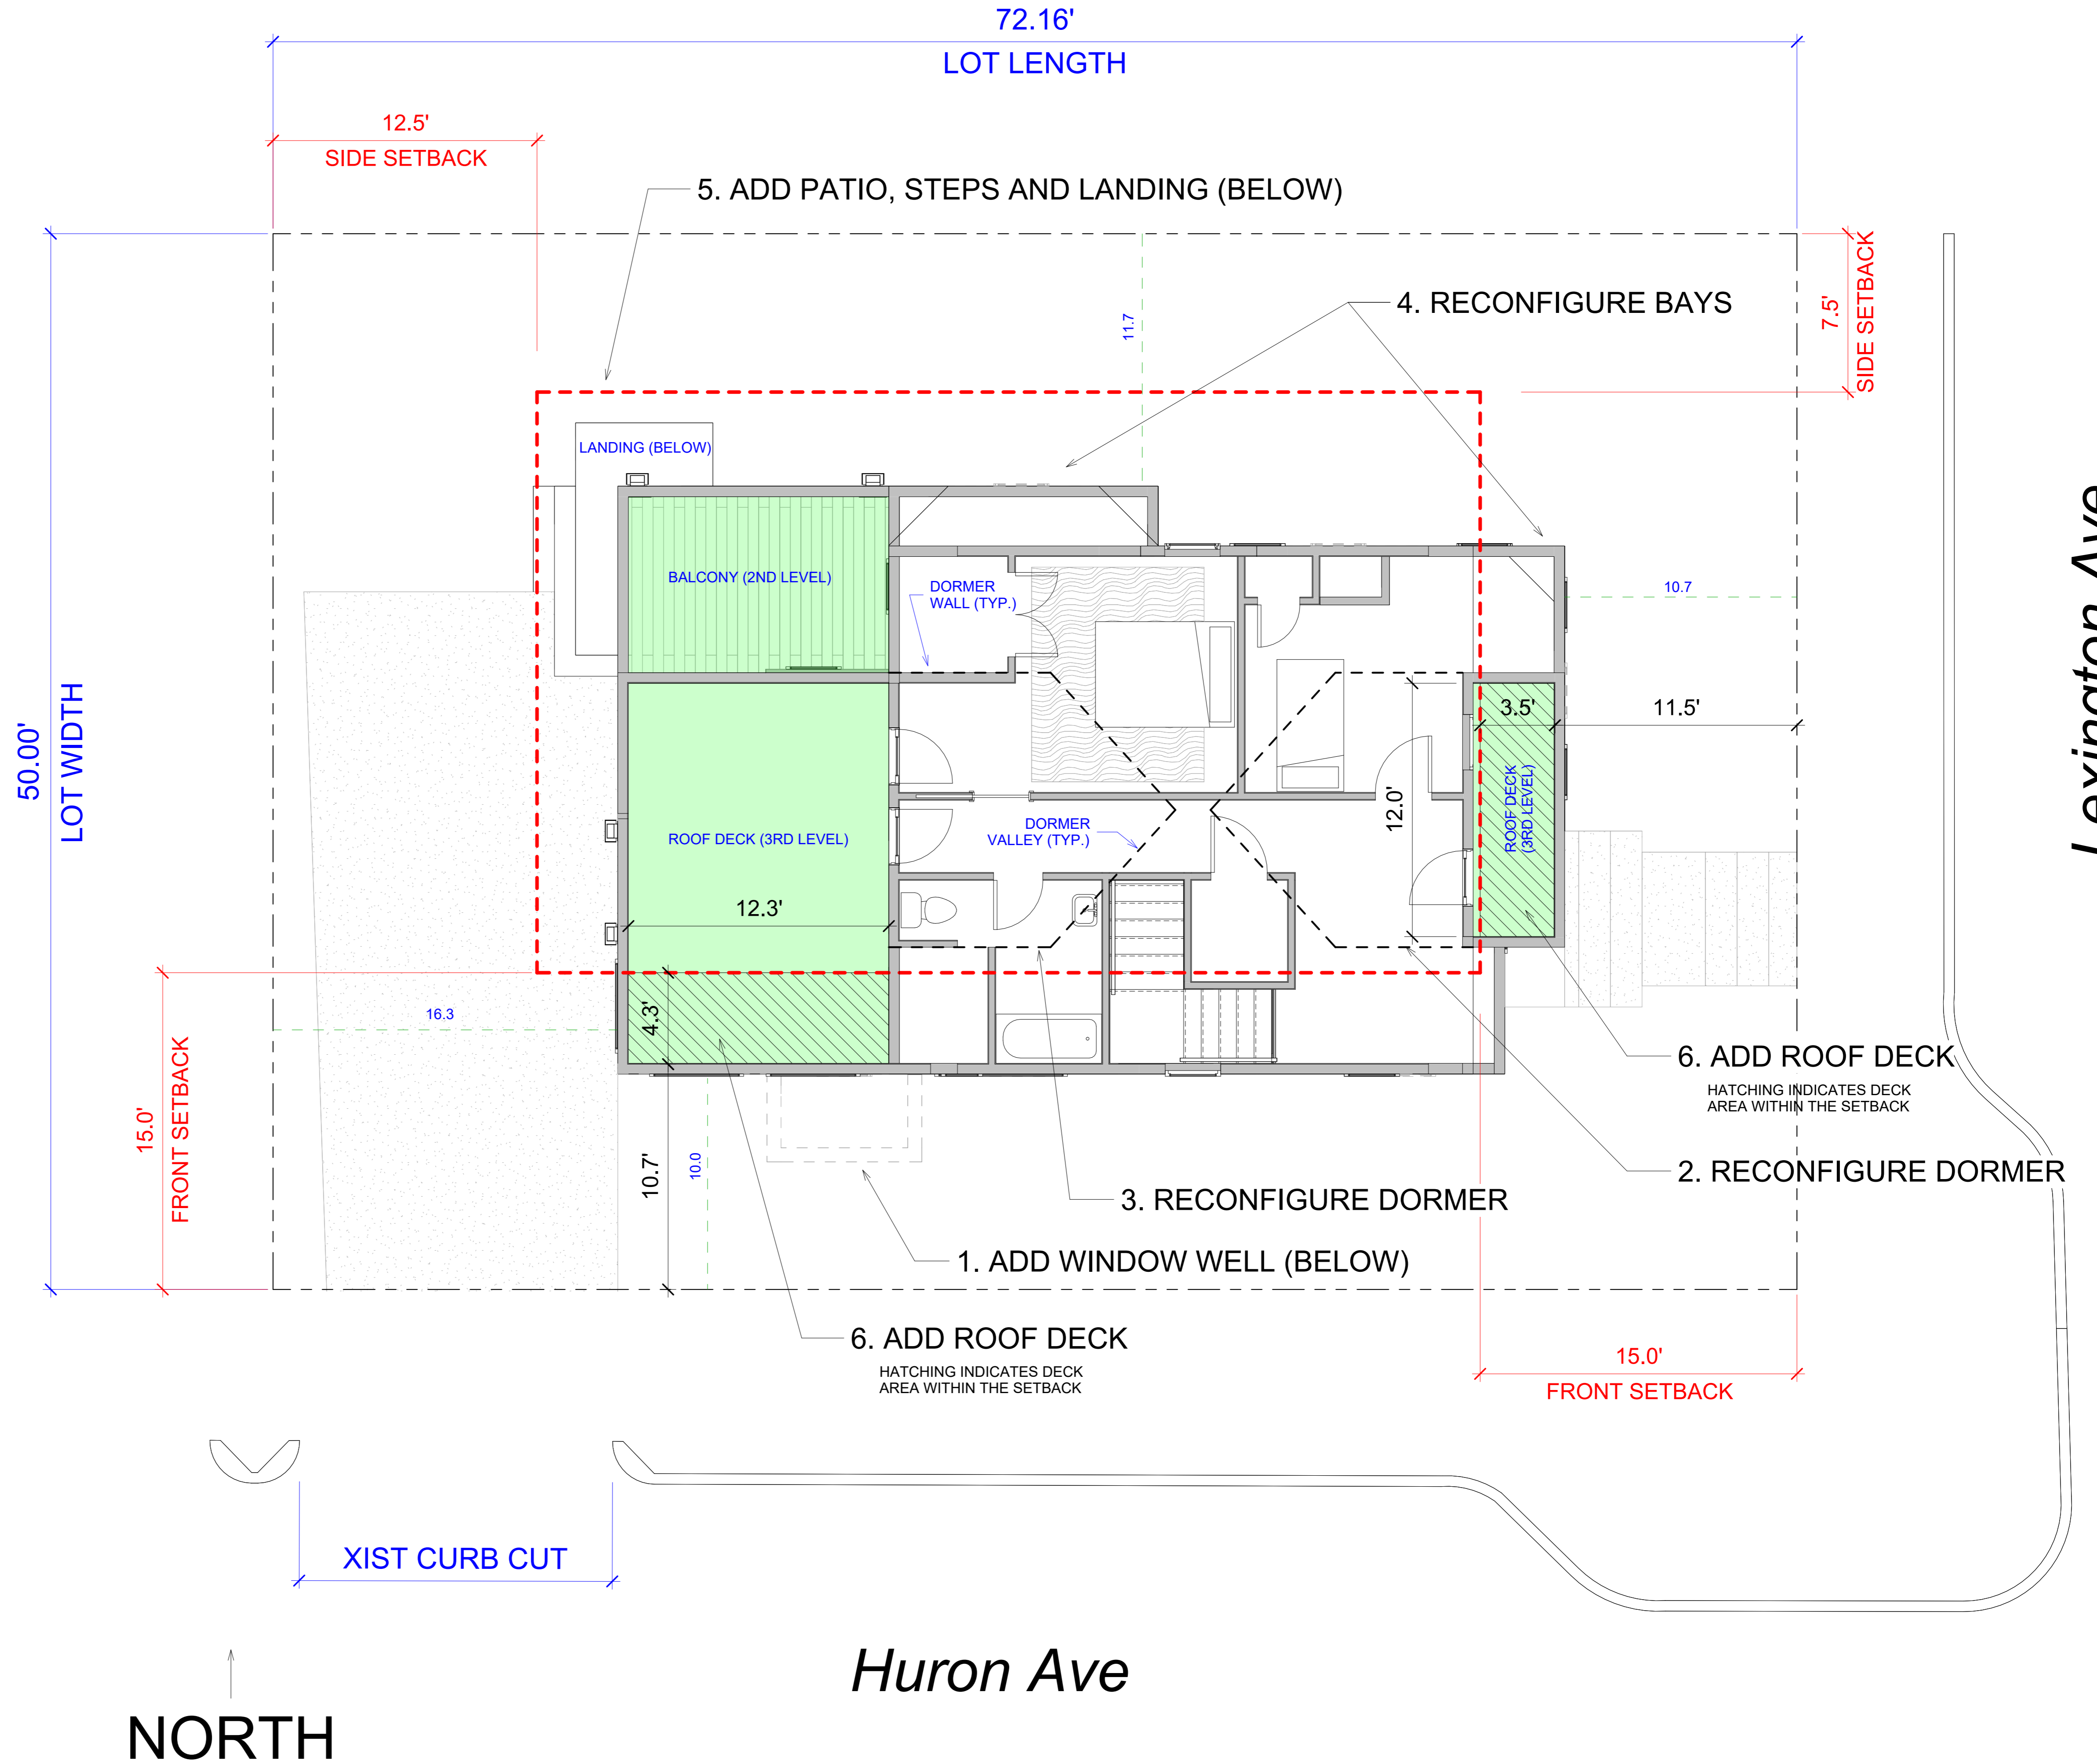 72.16'
LOT LENGTH
12.5'
SIDE SETBACK
5. ADD PATIO, STEPS AND LANDING (BELOW)
7.5'
SIDE SETBACK
4. RECONFIGURE BAYS
11.7
LANDING (BELOW)
BALCONY (2ND LEVEL)
DORMER
WALL (TYP.)
10.7
Lexington Ave
50.00'
LOT WIDTH
3.5'
11.5'
ROOF DECK
(3RD LEVEL)
12.0'
DORMER
VALLEY (TYP.)
ROOF DECK (3RD LEVEL)
12.3'
4.3'
16.3
15.0'
FRONT SETBACK
6. ADD ROOF DECK
HATCHING INDICATES DECK
AREA WITHIN THE SETBACK
10.7'
10.0
2. RECONFIGURE DORMER
3. RECONFIGURE DORMER
1. ADD WINDOW WELL (BELOW)
6. ADD ROOF DECK
HATCHING INDICATES DECK
AREA WITHIN THE SETBACK
15.0'
FRONT SETBACK
XIST CURB CUT
Huron Ave
NORTH